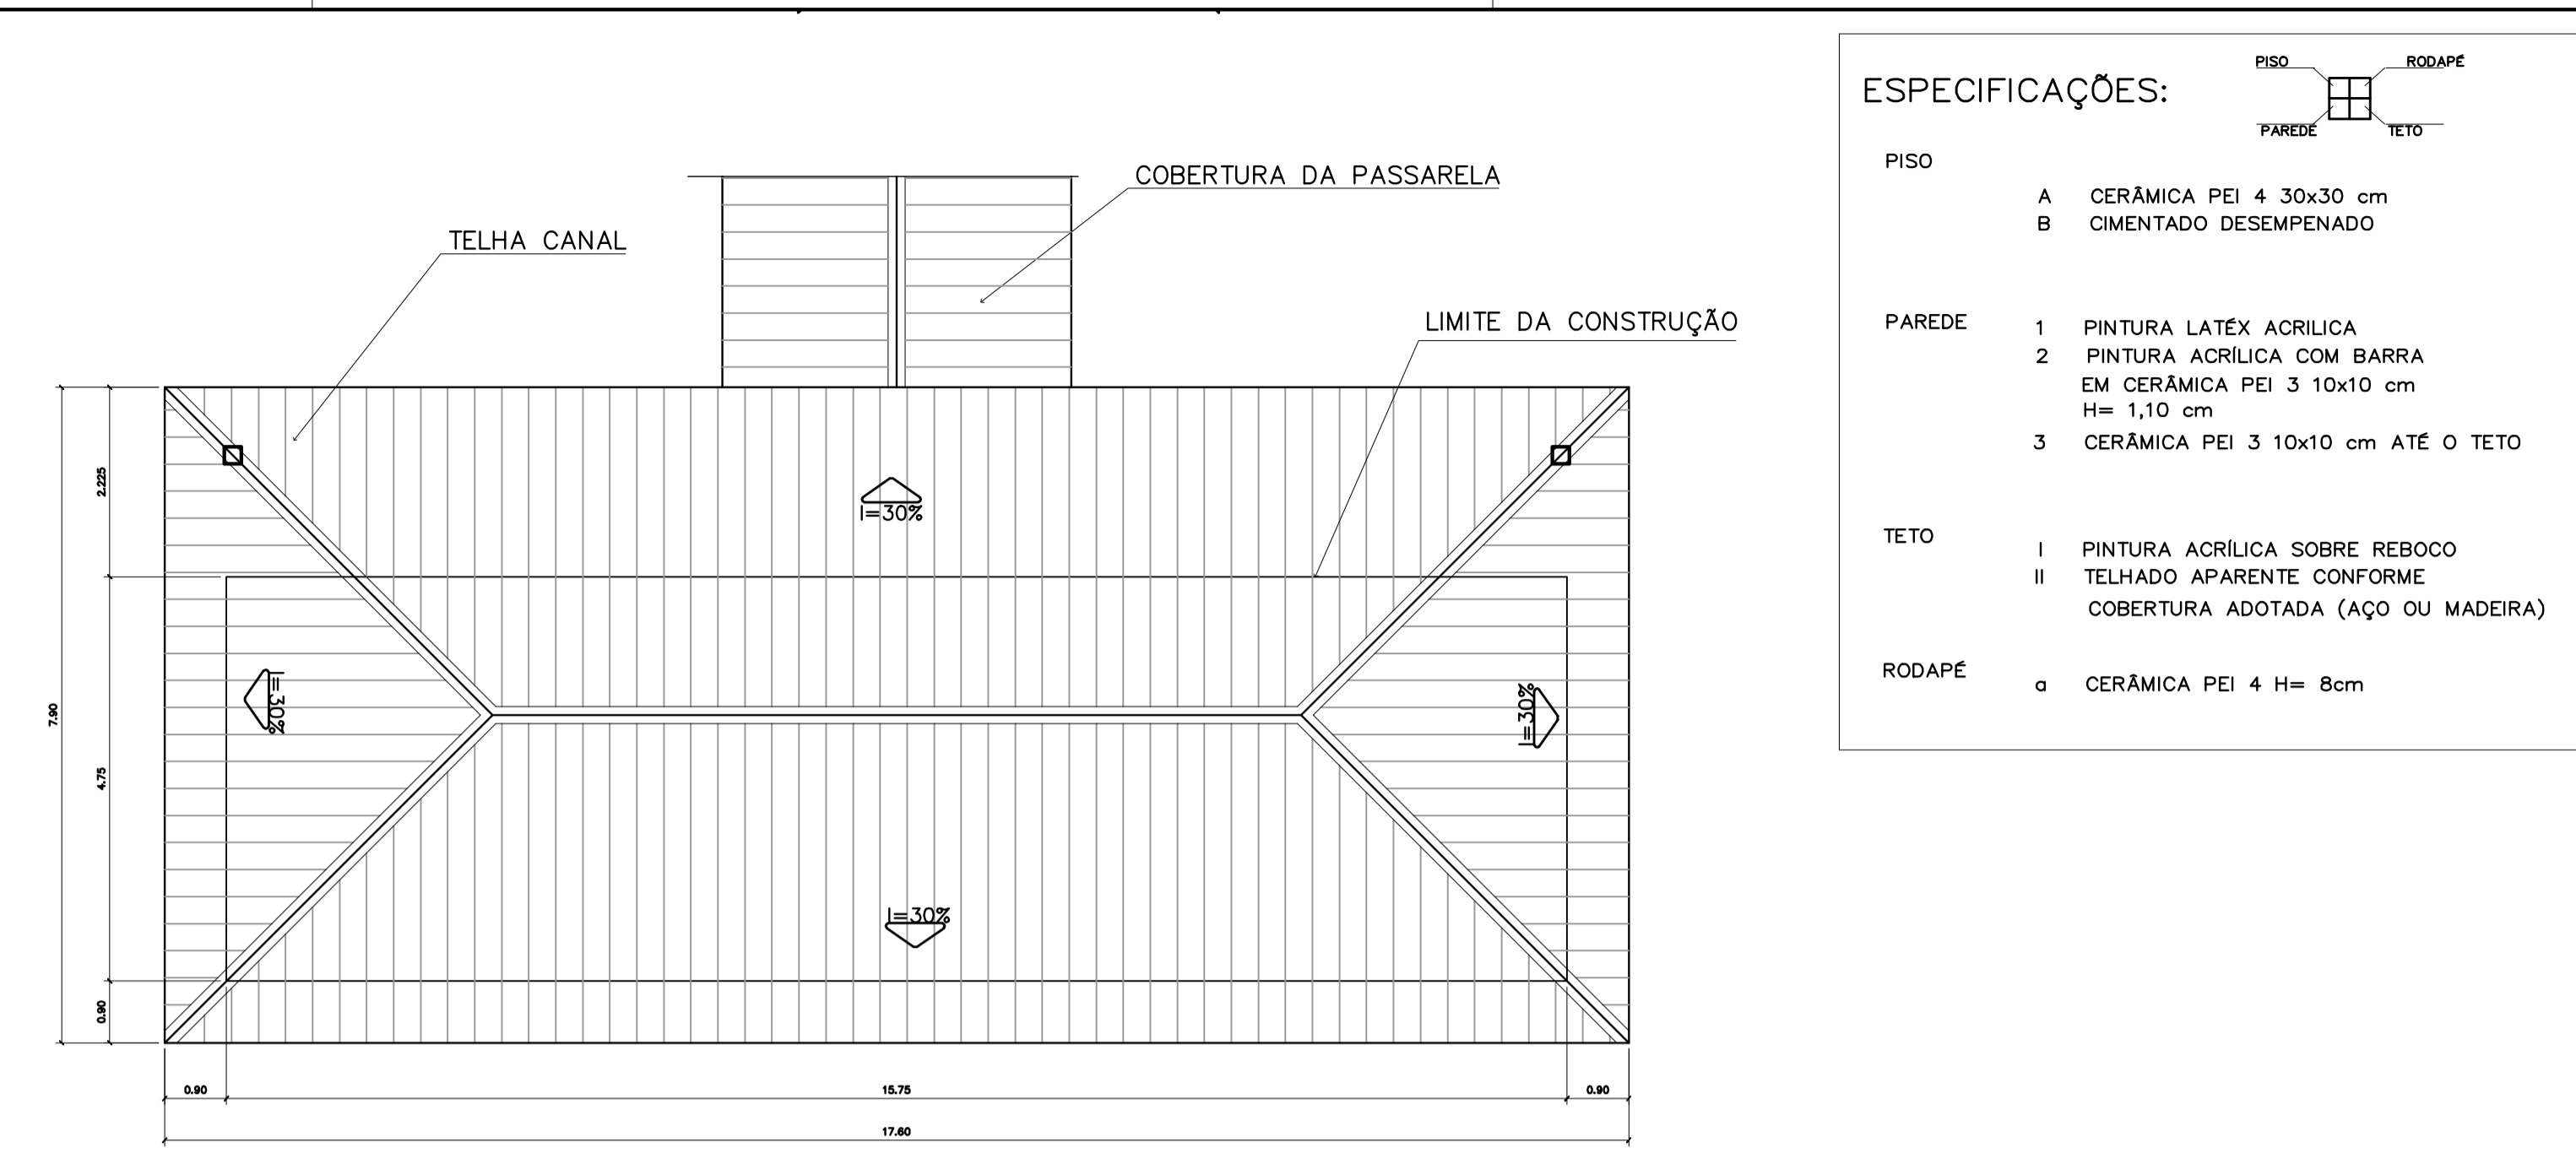 COBERTURA DA PASSARELA
TELHA CANAL
LIMITE DA CONSTRUÇÃO
I=30%
I=30%
I=30%
I=30%
2.225
7.90
4.75
0.90
0.90
15.75
0.90
17.60
ESPECIFICAÇÕES:
PISO
RODAPÉ
PAREDE
TETO
PISO
A CERÂMICA PEI 4 30x30 cm
B CIMENTADO DESEMPENADO
PAREDE
1 PINTURA LATÉX ACRILICA
2 PINTURA ACRÍLICA COM BARRA
EM CERÂMICA PEI 3 10x10 cm
H= 1,10 cm
3 CERÂMICA PEI 3 10x10 cm ATÉ O TETO
TETO
I PINTURA ACRÍLICA SOBRE REBOCO
II TELHADO APARENTE CONFORME
COBERTURA ADOTADA (AÇO OU MADEIRA)
RODAPÉ
a CERÂMICA PEI 4 H= 8cm